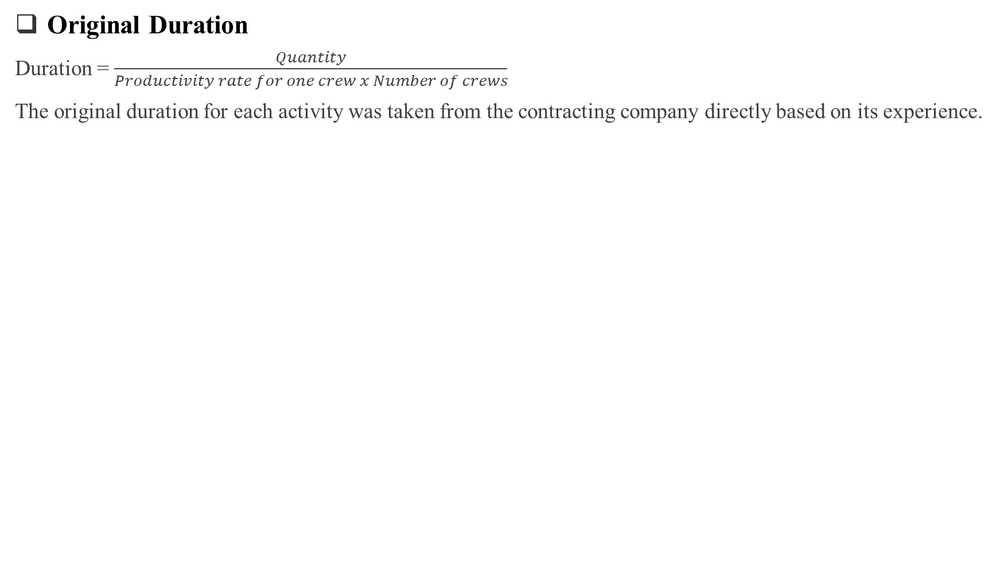 ❑ Original Duration
Duration = Quantity / Productivity rate for one crew x Number of crews
The original duration for each activity was taken from the contracting company directly based on its experience.